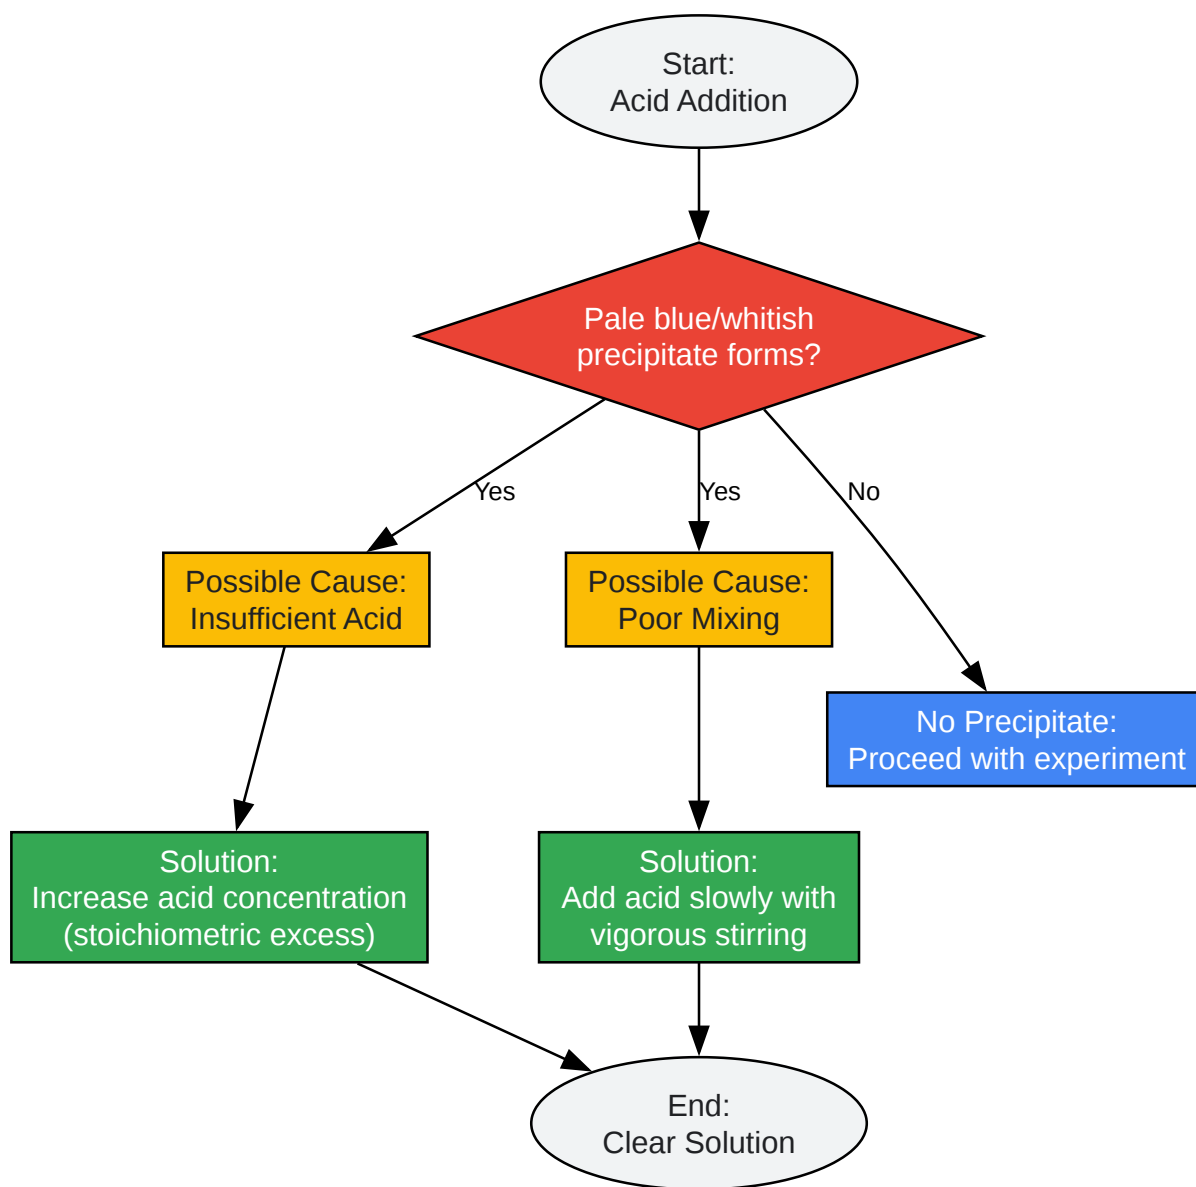 Start:
Acid Addition
Pale blue/whitish
precipitate forms?
Yes
Yes
No
Possible Cause:
Insufficient Acid
Possible Cause:
Poor Mixing
No Precipitate:
Proceed with experiment
Solution:
Increase acid concentration
(stoichiometric excess)
Solution:
Add acid slowly with
vigorous stirring
End:
Clear Solution